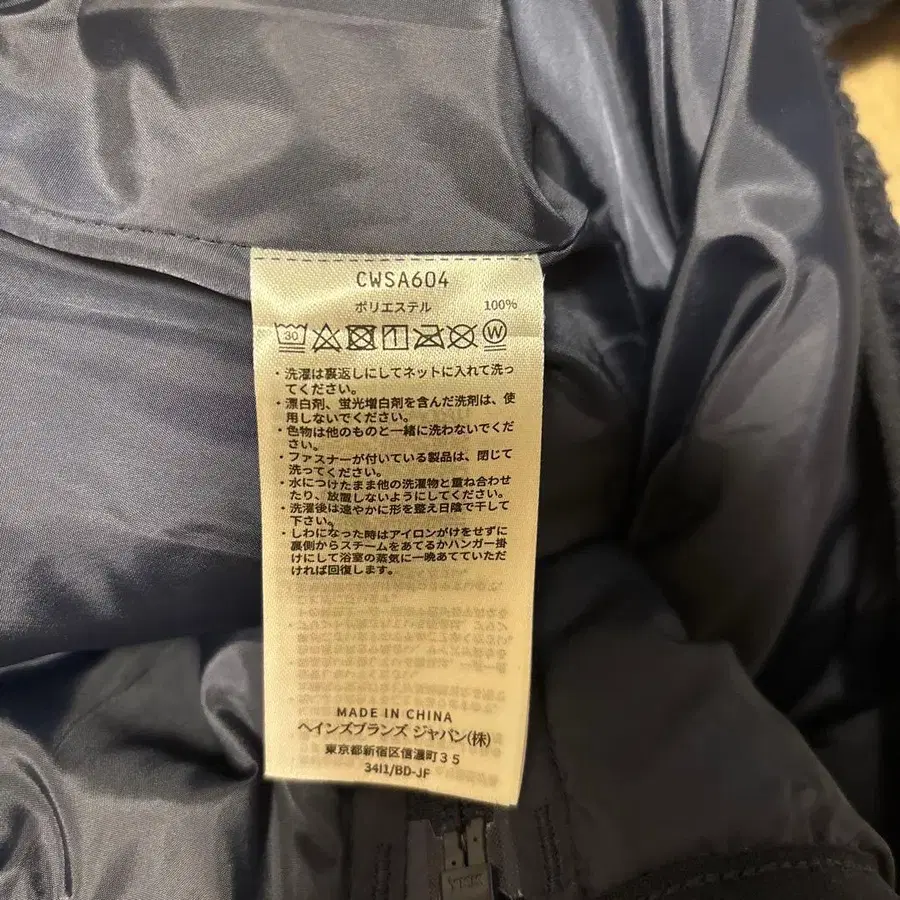 CWSA604
ポリエステル 100%
30 1 W
・洗濯は裏返しにしてネットに入れて洗っ
てください。
・漂白剤、蛍光増白剤を含んだ洗剤は、使
用しないでください。
・色物は他のものと一緒に洗わないでくだ
さい。
・ファスナーが付いている製品は、閉じて
洗ってください。
・水につけたまま他の洗濯物と重ね合わせ
たり、放置しないようにしてください。
・洗濯後は速やかに形を整え日陰で干して
下さい。
・しわになった時はアイロンがけをせずに
裏側からスチームをあてるかハンガー掛
けにして浴室の蒸気に一晩あてていただ
ければ回復します。
MADE IN CHINA
ヘインズブランズ ジャパン(株)
東京都新宿区信濃町35
34I1/BD-JF